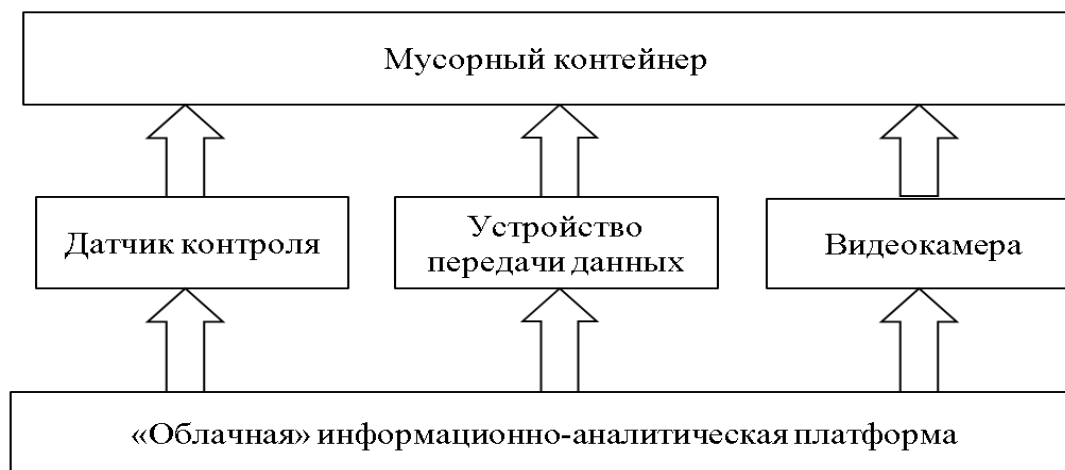 Мусорный контейнер
Датчик контроля
Устройство
передачи данных
Видеокамера
«Облачная» информационно-аналитическая платформа